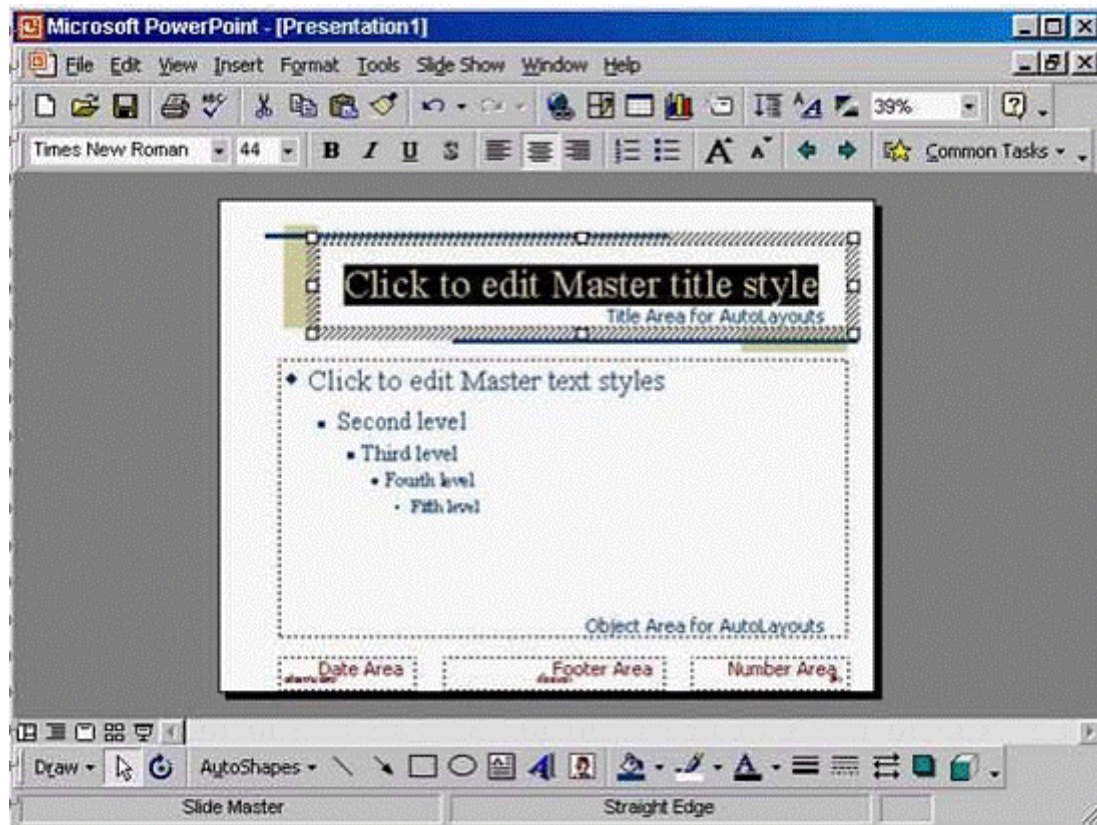 Microsoft PowerPoint - [Presentation1]
File Edit View Insert Format Tools Slide Show Window Help
ABC A 39% ?
Times New Roman 44 B I U S A A Common Tasks
Click to edit Master title style
Title Area for AutoLayouts
Click to edit Master text styles
Second level
Third level
Fourth level
Fifth level
Object Area for AutoLayouts
Date Area Footer Area Number Area
Draw AutoShapes A A
Slide Master Straight Edge